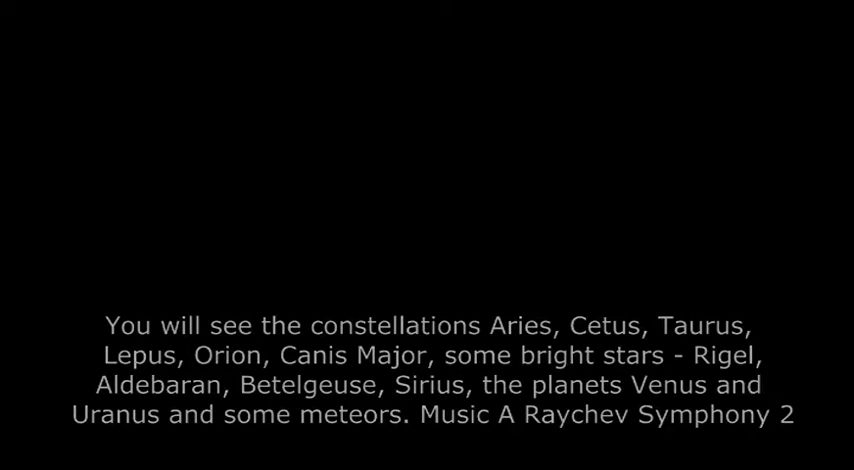 You will see the constellations Aries, Cetus, Taurus,
Lepus, Orion, Canis Major, some bright stars - Rigel,
Aldebaran, Betelgeuse, Sirius, the planets Venus and
Uranus and some meteors. Music A Raychev Symphony 2